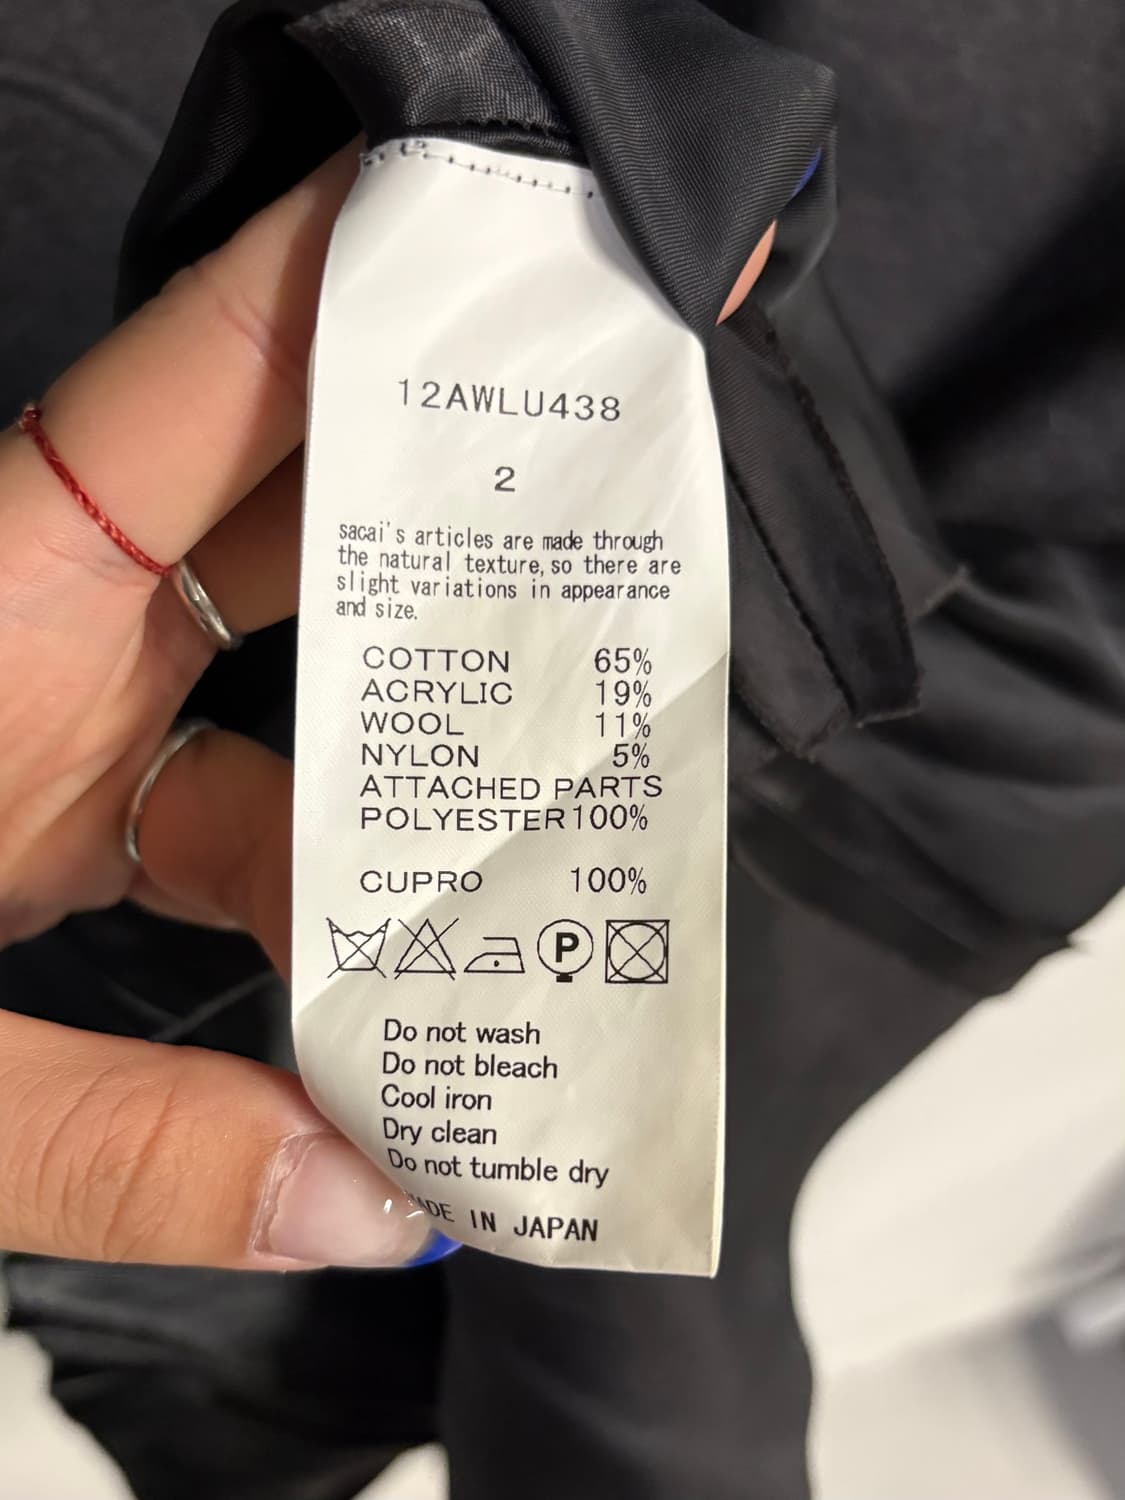 12AWLU438
2
sacai's articles are made through
the natural texture, so there are
slight variations in appearance
and size.
COTTON 65%
ACRYLIC 19%
WOOL 11%
NYLON 5%
ATTACHED PARTS
POLYESTER 100%
CUPRO 100%
P
Do not wash
Do not bleach
Cool iron
Dry clean
Do not tumble dry
MADE IN JAPAN